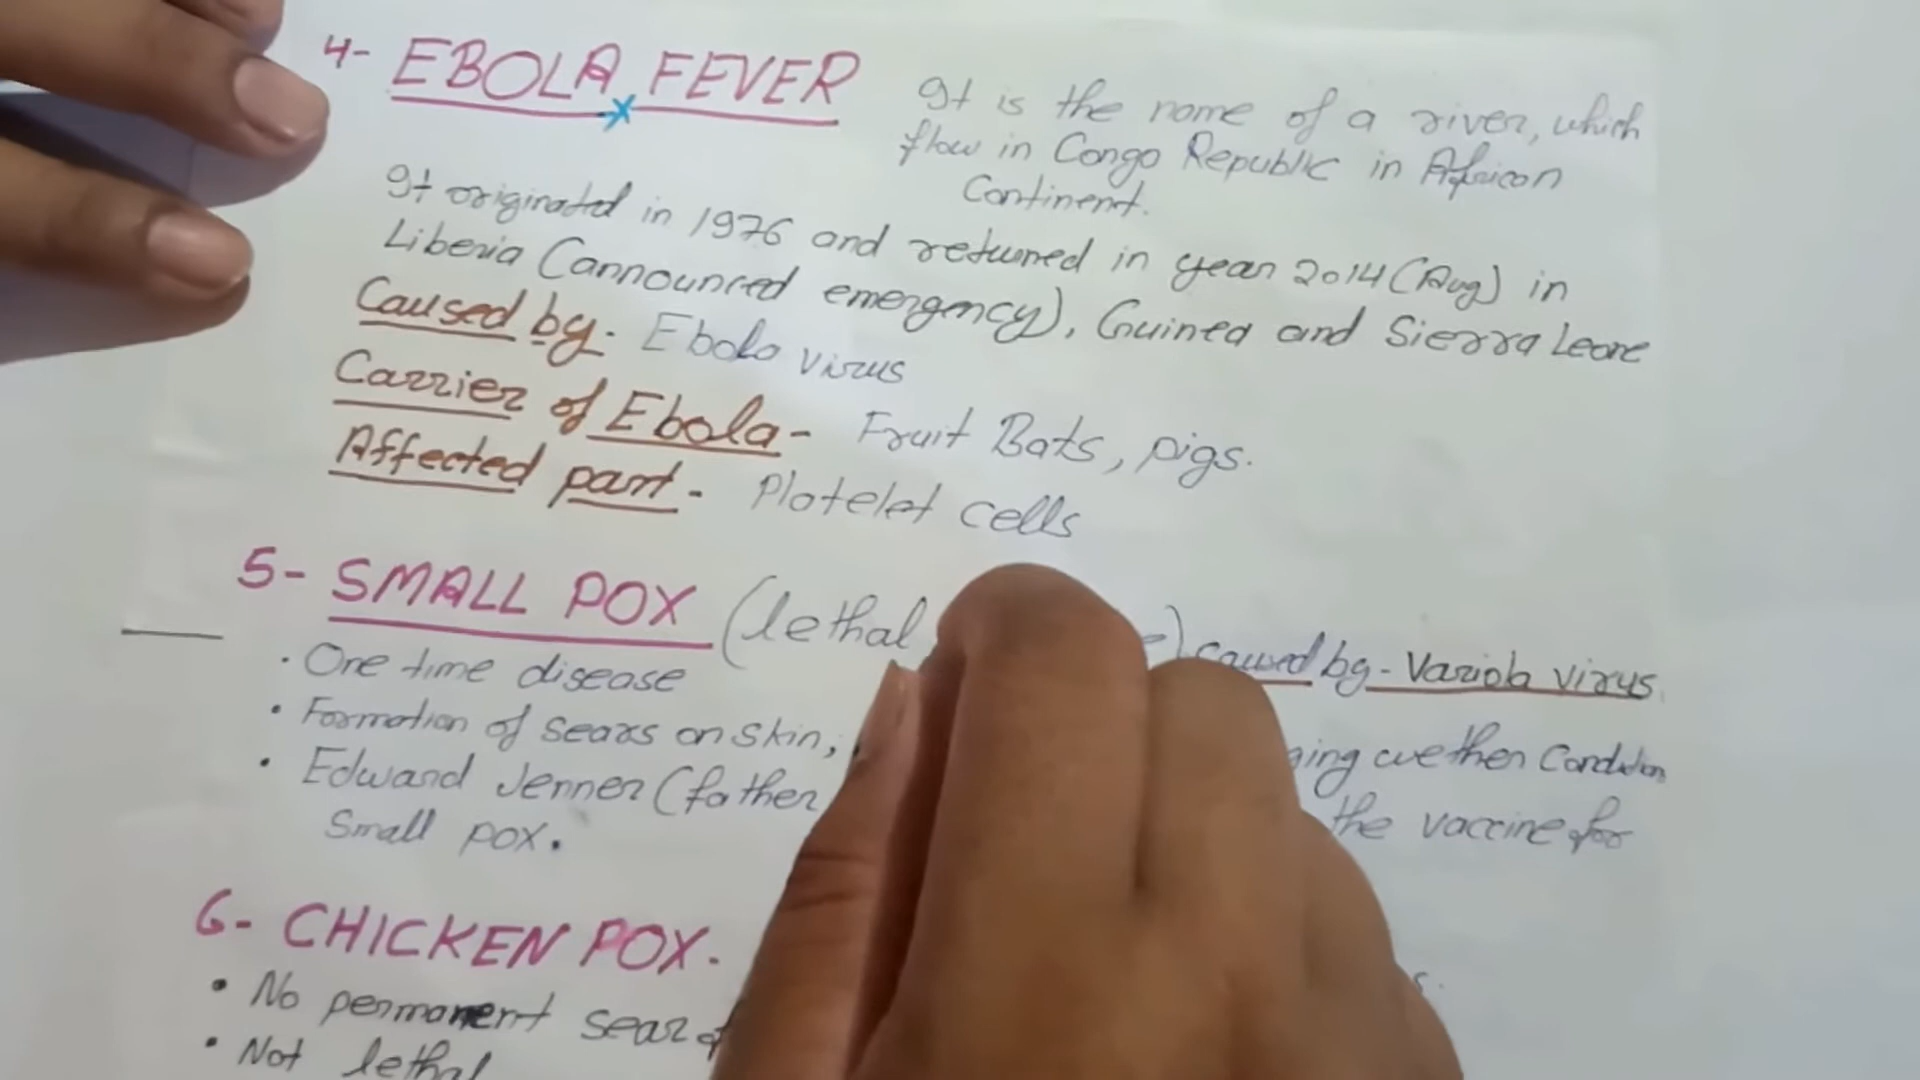 4- EBOLA FEVER
It is the name of a river, which
flow in Congo Republic in African
Continent.
It originated in 1976 and returned in year 2014 (Aug) in
Liberia (announced emergency), Guinea and Sierra Leone
Caused by. Ebola virus
Carrier of Ebola- Fruit Bats, pigs.
Affected part- Platelet cells
5- SMALL POX (lethal ) caused by- Variola virus
• One time disease
• Formation of sears on skin, wether Condition
• Edward Jenner (father the vaccine for
Small pox.
6- CHICKEN POX-
• No permanent sear
• Not lethal